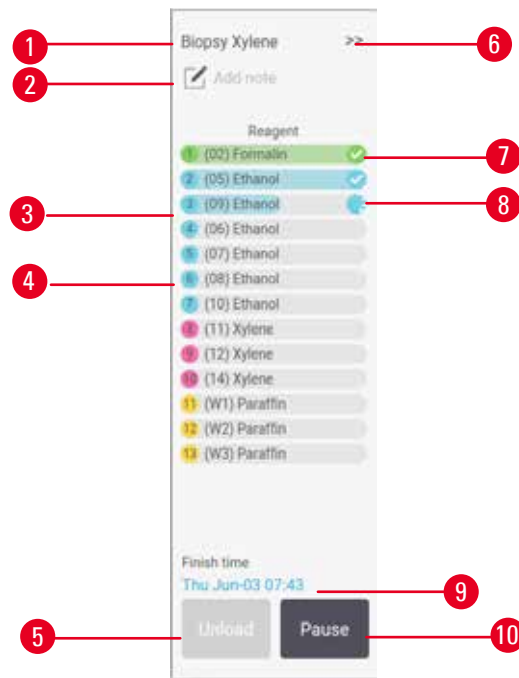 1 Biopsy Xylene >> 6
2 Add note
Reagent
1 (02) Formalin 7
2 (05) Ethanol
3 3 (09) Ethanol 8
4 (06) Ethanol
5 (07) Ethanol
4 6 (08) Ethanol
7 (10) Ethanol
8 (11) Xylene
9 (12) Xylene
10 (14) Xylene
11 (W1) Paraffin
12 (W2) Paraffin
13 (W3) Paraffin
Finish time
Thu Jun-03 07:43 9
5 Unload Pause 10